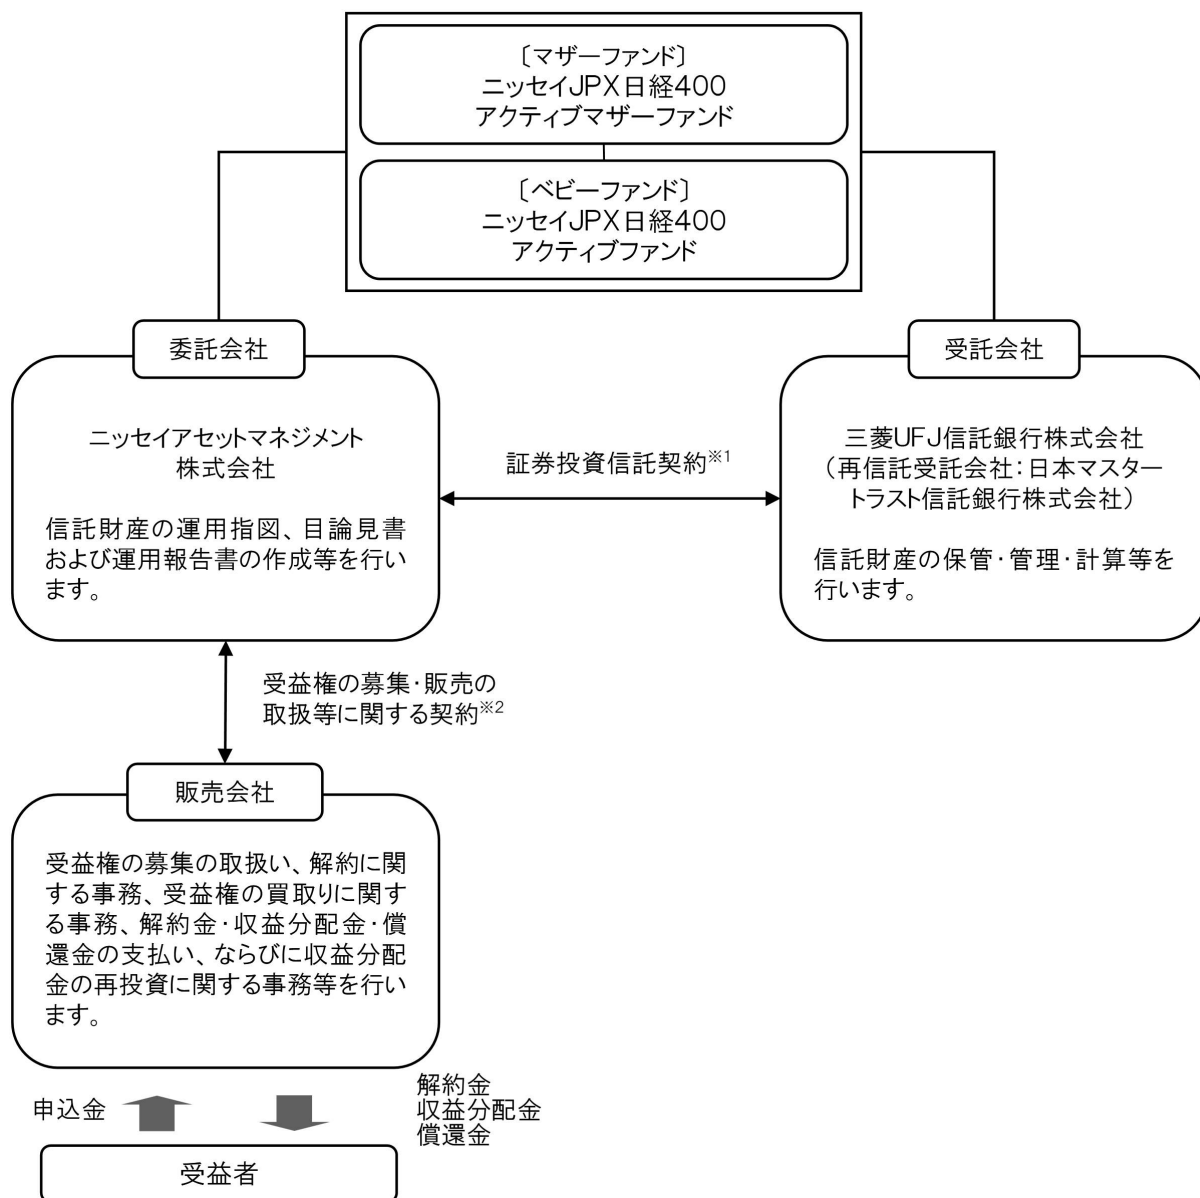 〔マザーファンド〕
ニッセイJPX日経400
アクティブマザーファンド
〔ベビーファンド〕
ニッセイJPX日経400
アクティブファンド
委託会社
ニッセイアセットマネジメント
株式会社
信託財産の運用指図、目論見書
および運用報告書の作成等を行い
ます。
証券投資信託契約※1
受託会社
三菱UFJ信託銀行株式会社
（再信託受託会社：日本マスター
トラスト信託銀行株式会社）
信託財産の保管・管理・計算等を
行います。
受益権の募集・販売の
取扱等に関する契約※2
販売会社
受益権の募集の取扱い、解約に関
する事務、受益権の買取りに関す
る事務、解約金・収益分配金・償
還金の支払い、ならびに収益分配
金の再投資に関する事務等を行い
ます。
申込金
解約金
収益分配金
償還金
受益者